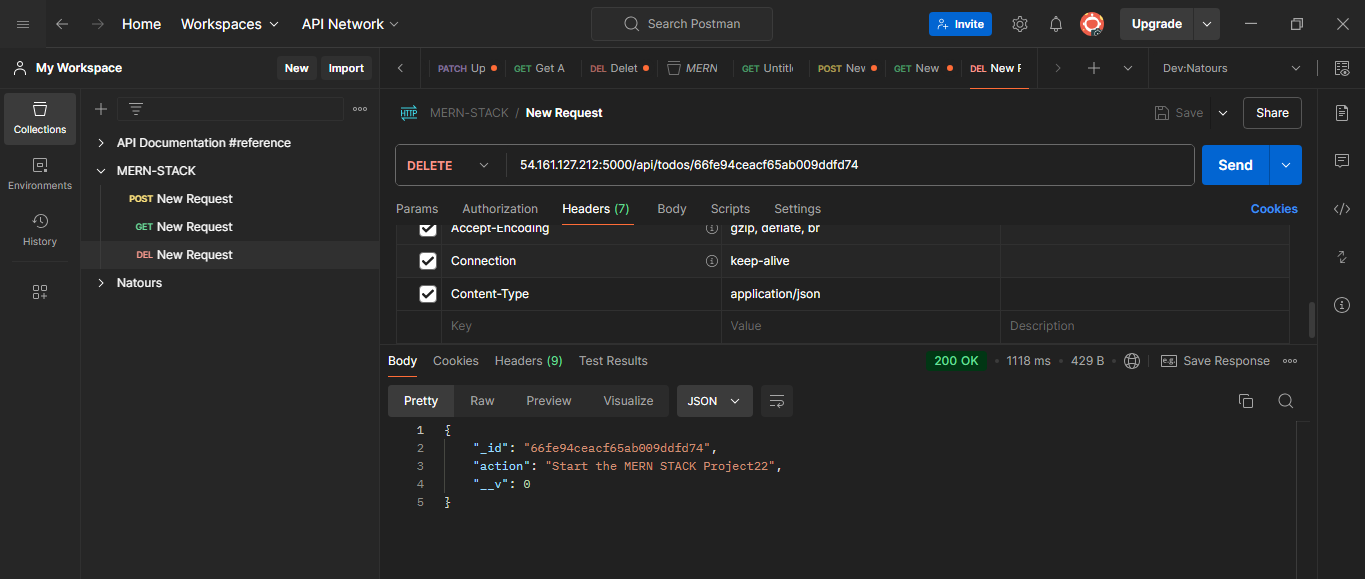 Home Workspaces API Network Search Postman Invite Upgrade
My Workspace New Import PATCH Up GET Get A DEL Delet MERN GET Untitl POST Nev GET New DEL New F Dev:Natours
HTTP MERN-STACK / New Request Save Share
Collections
Environments
History
API Documentation #reference
MERN-STACK
POST New Request
GET New Request
DEL New Request
Natours
DELETE 54.161.127.212:5000/api/todos/66fe94ceacf65ab009ddfd74 Send
Params Authorization Headers (7) Body Scripts Settings Cookies
Accept-Encoding gzip, deflate, br
Connection keep-alive
Content-Type application/json
Key Value Description
Body Cookies Headers (9) Test Results 200 OK 1118 ms 429 B e.g. Save Response
Pretty Raw Preview Visualize JSON
1 {
2 "_id": "66fe94ceacf65ab009ddfd74",
3 "action": "Start the MERN STACK Project22",
4 "__v": 0
5 }